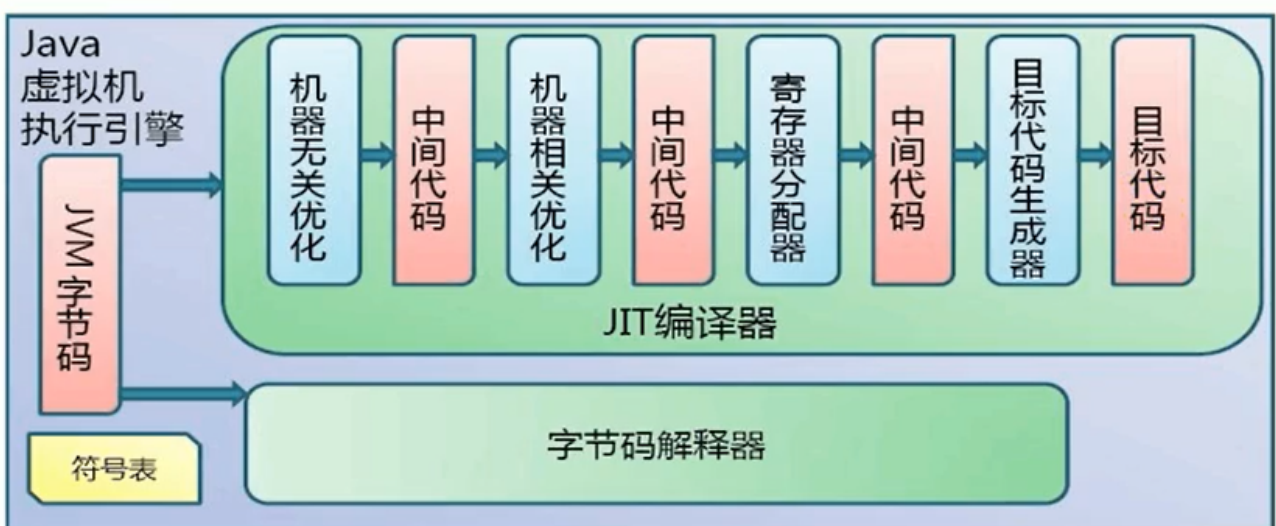 Java
虚拟机
执行引擎
JVM字节码
机器无关优化
中间代码
机器相关优化
中间代码
寄存器分配器
中间代码
目标代码生成器
目标代码
JIT编译器
字节码解释器
符号表